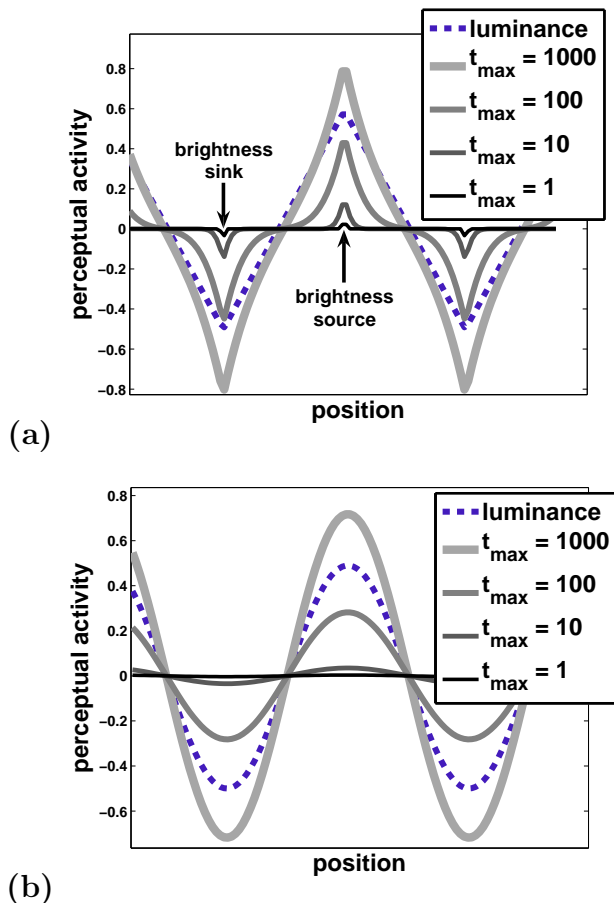 luminance
t_max = 1000
t_max = 100
t_max = 10
t_max = 1
0.8
0.6
0.4
0.2
0
−0.2
−0.4
−0.6
−0.8
perceptual activity
brightness
sink
brightness
source
position
(a)
luminance
t_max = 1000
t_max = 100
t_max = 10
t_max = 1
0.8
0.6
0.4
0.2
0
−0.2
−0.4
−0.6
perceptual activity
position
(b)